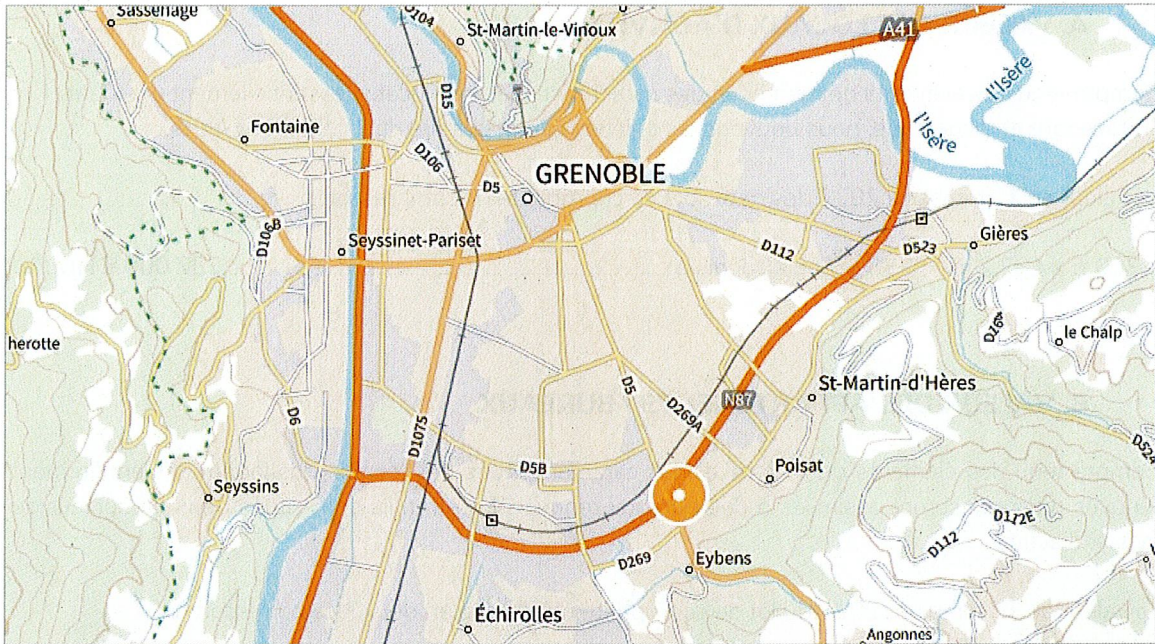 Sassenage
D104
St-Martin-le-Vinoux
A41
l'Isère
l'Isère
D15
Fontaine
D106
GRENOBLE
D5
D106B
Seyssinet-Pariset
D112
D523
Gières
D164
herotte
le Chalp
D5
St-Martin-d'Hères
N87
D269A
D6
D1075
D524
D5B
Poisat
Seyssins
D112E
D112
D269
Eybens
Échirolles
Angonnes